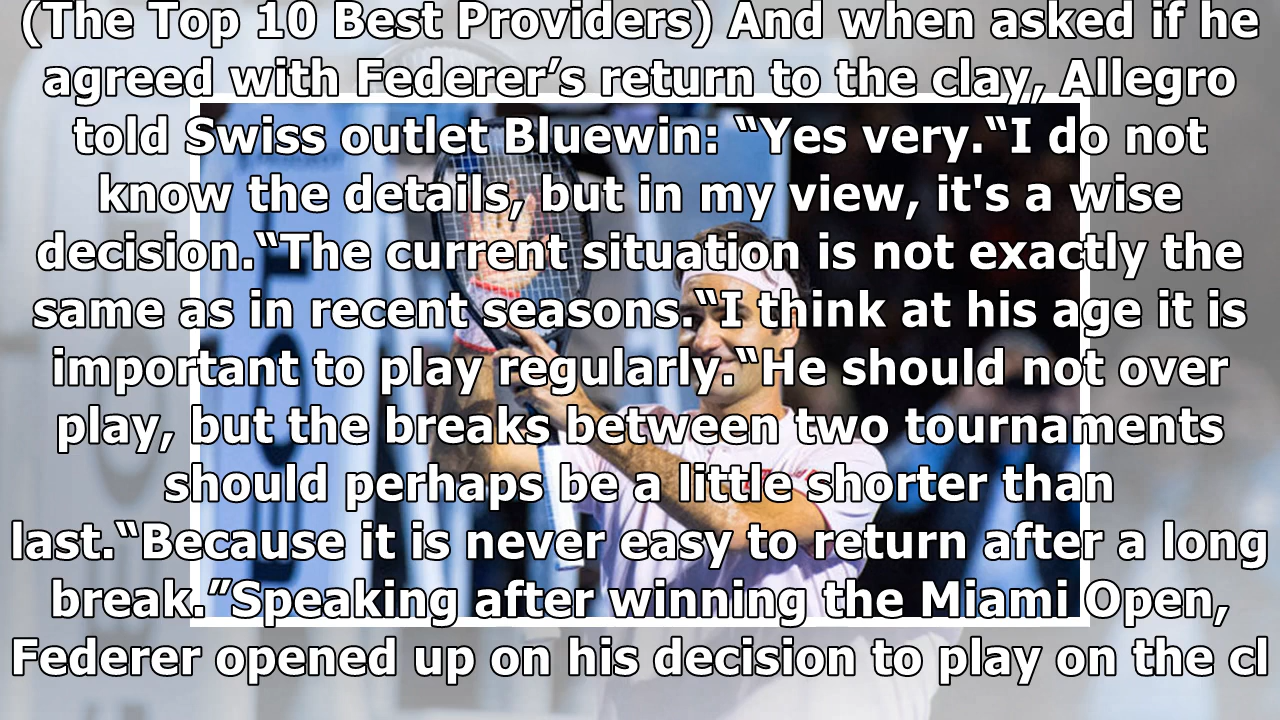 (The Top 10 Best Providers) And when asked if he
agreed with Federer’s return to the clay, Allegro
told Swiss outlet Bluewin: “Yes very.“I do not
know the details, but in my view, it's a wise
decision.“The current situation is not exactly the
same as in recent seasons.“I think at his age it is
important to play regularly.“He should not over
play, but the breaks between two tournaments
should perhaps be a little shorter than
last.“Because it is never easy to return after a long
break.”Speaking after winning the Miami Open,
Federer opened up on his decision to play on the cl